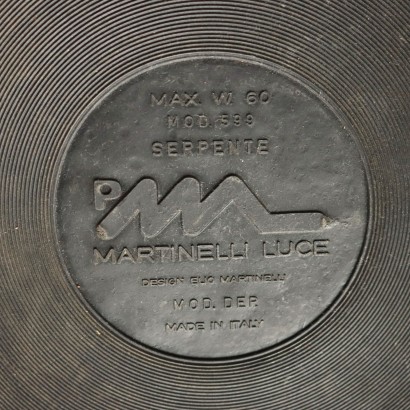 MAX. W. 60
MOD. 599
SERPENTE
MARTINELLI LUCE
DESIGN ELIO MARTINELLI
MOD. DEP.
MADE IN ITALY